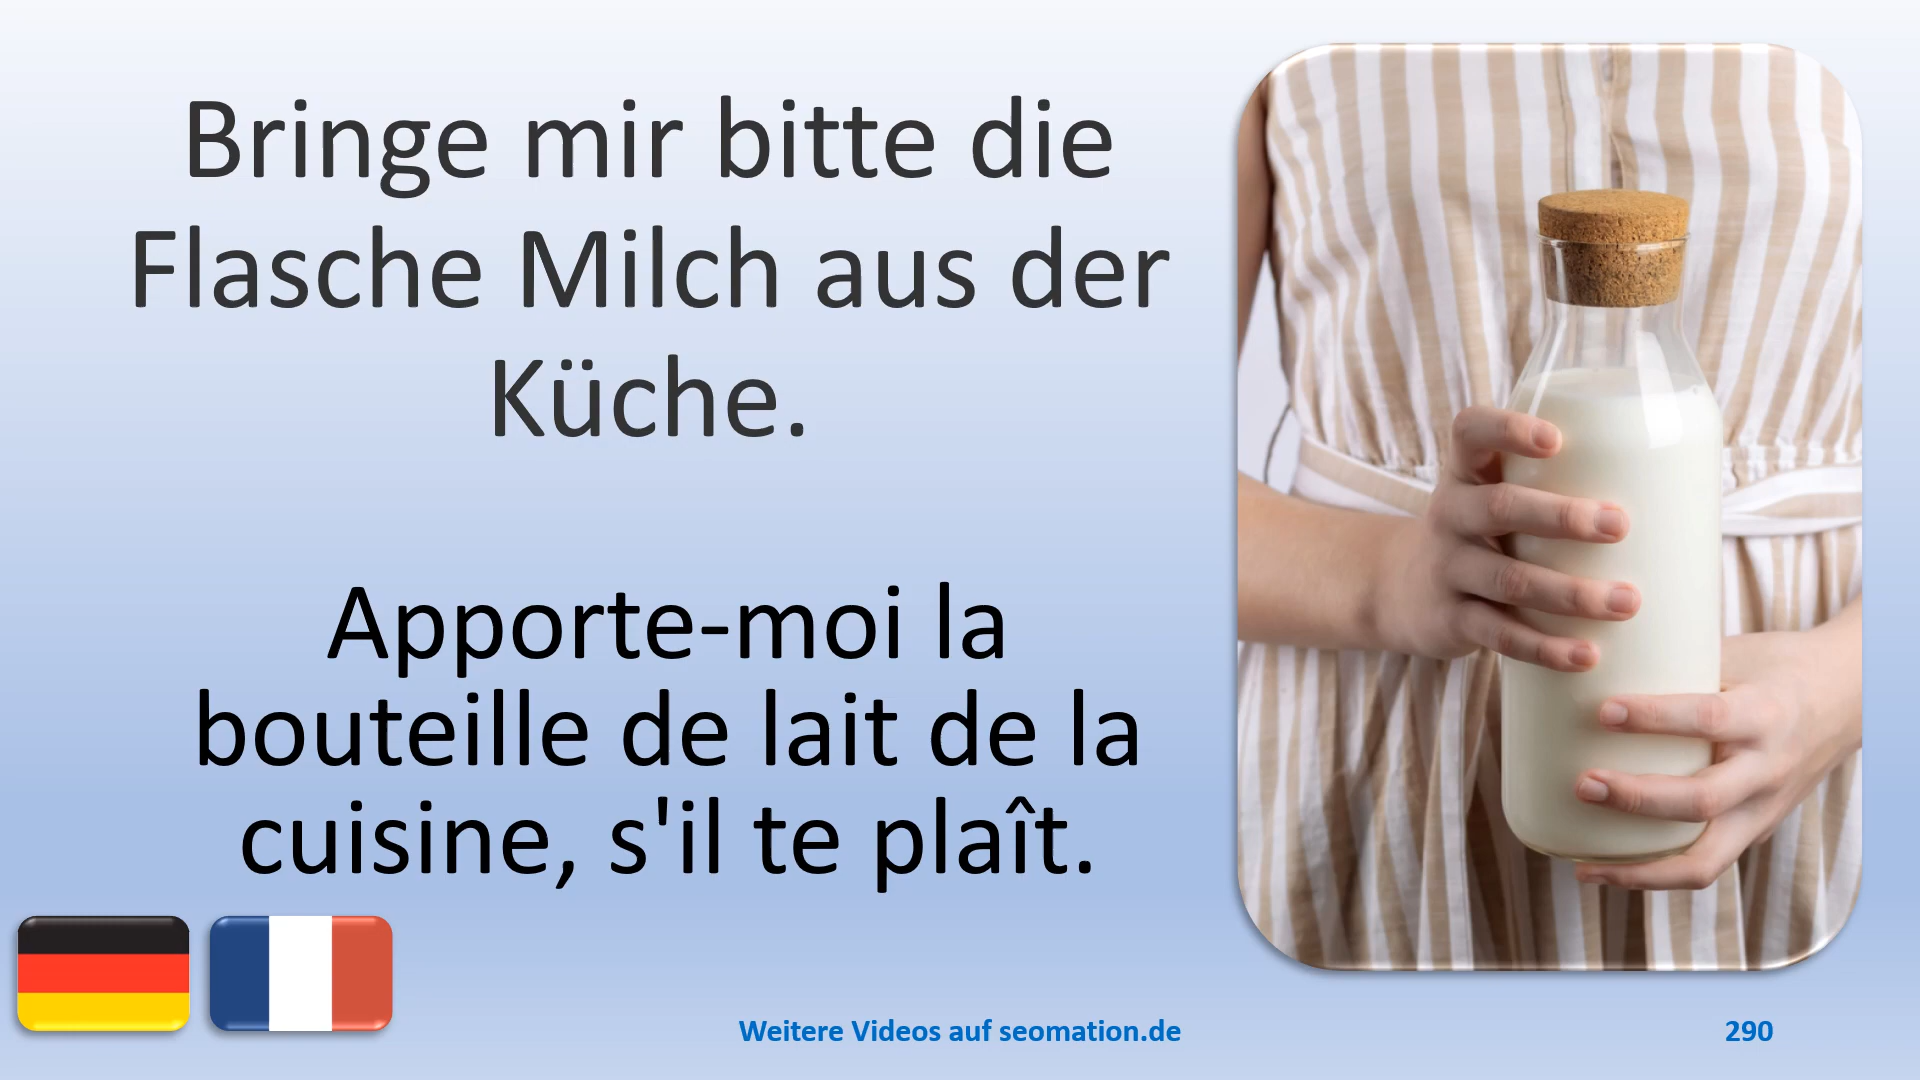 Bringe mir bitte die
Flasche Milch aus der
Küche.
Apporte-moi la
bouteille de lait de la
cuisine, s'il te plaît.
Weitere Videos auf seomation.de
290